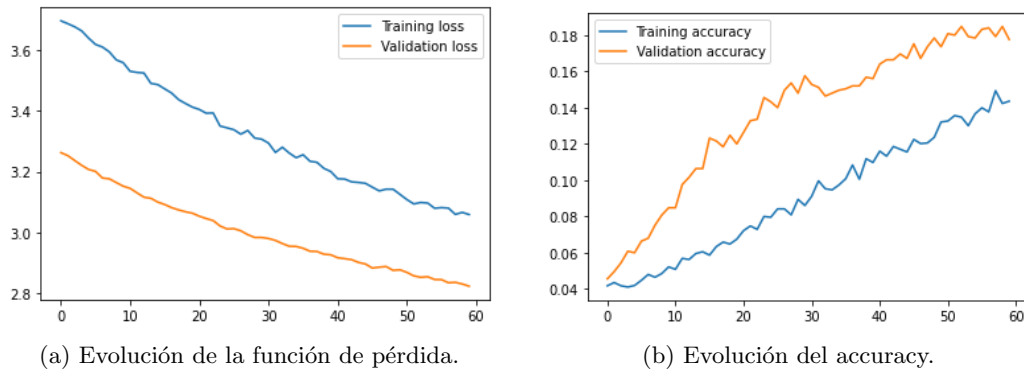 Training loss
Validation loss
3.6
3.4
3.2
3.0
2.8
0 10 20 30 40 50 60
(a) Evolución de la función de pérdida.
Training accuracy
Validation accuracy
0.18
0.16
0.14
0.12
0.10
0.08
0.06
0.04
0 10 20 30 40 50 60
(b) Evolución del accuracy.